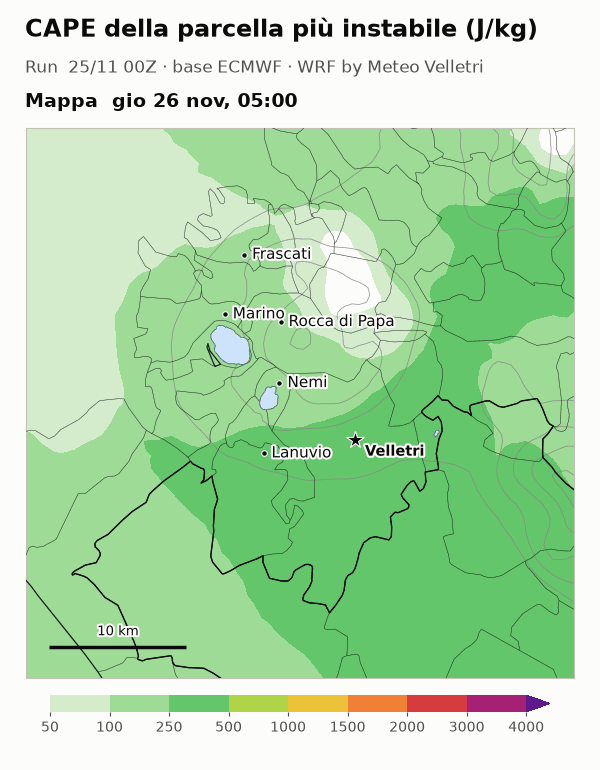 CAPE della parcella più instabile (J/kg)
Run  25/11 00Z · base ECMWF · WRF by Meteo Velletri
Mappa  gio 26 nov, 05:00
Frascati
Marino
Rocca di Papa
Nemi
Velletri
Lanuvio
10 km
50 100 250 500 1000 1500 2000 3000 4000